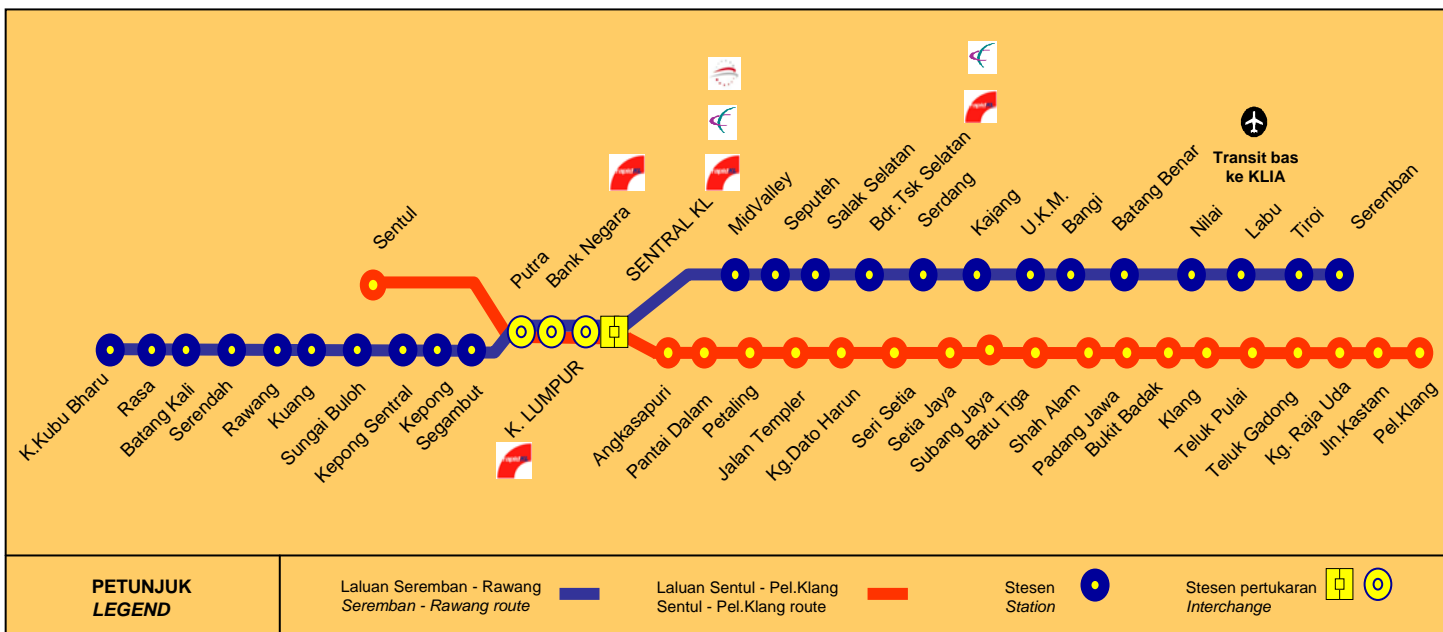 Sentul
Putra
Bank Negara
SENTRAL KL
MidValley
Seputeh
Salak Selatan
Bdr.Tsk Selatan
Serdang
Kajang
U.K.M.
Bangi
Batang Benar
Nilai
Labu
Tiroi
Seremban
Transit bas
ke KLIA
K.Kubu Bharu
Rasa
Batang Kali
Serendah
Rawang
Kuang
Sungai Buloh
Kepong Sentral
Kepong
Segambut
K. LUMPUR
Angkasapuri
Pantai Dalam
Petaling
Jalan Templer
Kg.Dato Harun
Seri Setia
Setia Jaya
Subang Jaya
Batu Tiga
Shah Alam
Padang Jawa
Bukit Badak
Klang
Teluk Pulai
Teluk Gadong
Kg. Raja Uda
Jln.Kastam
Pel.Klang
PETUNJUK
LEGEND
Laluan Seremban - Rawang
Seremban - Rawang route
Laluan Sentul - Pel.Klang
Sentul - Pel.Klang route
Stesen
Station
Stesen pertukaran
Interchange